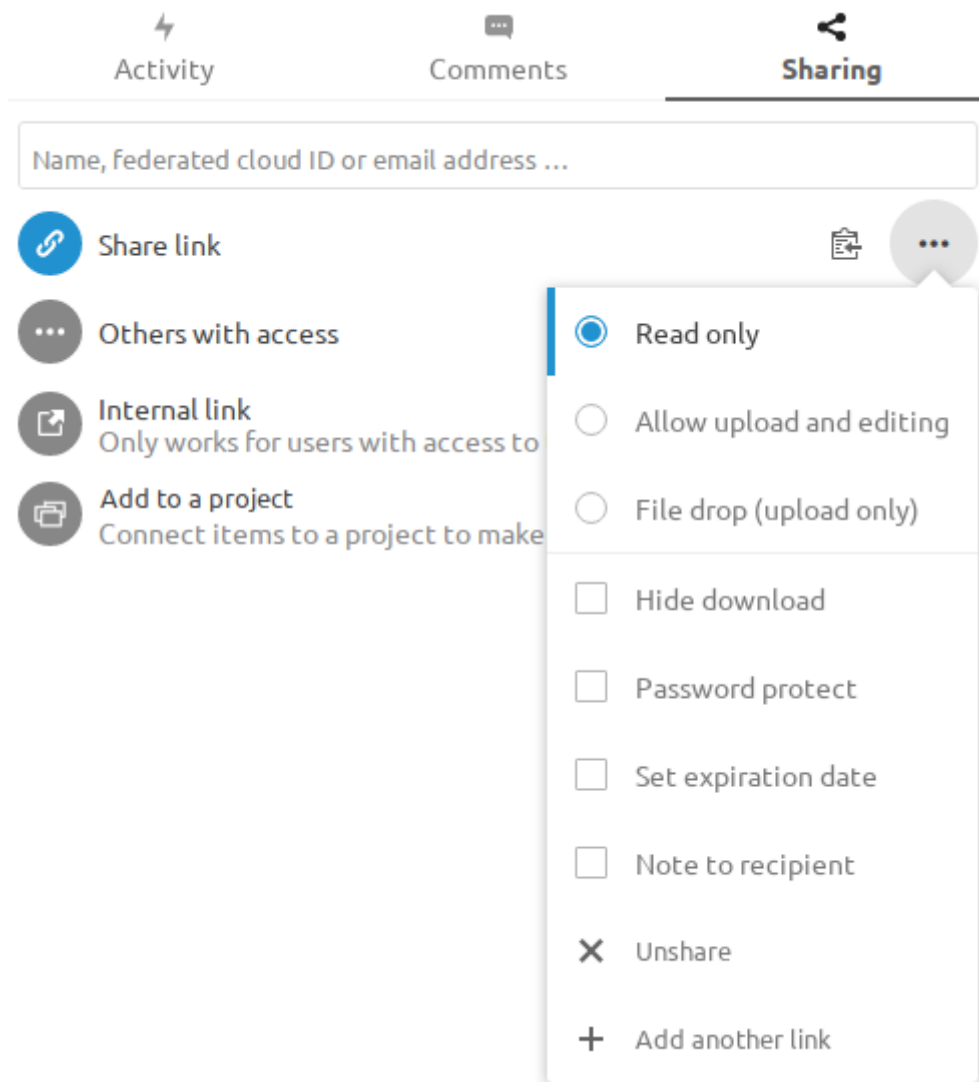 Activity
Comments
Sharing
Name, federated cloud ID or email address …
Share link
Others with access
Internal link
Only works for users with access to
Add to a project
Connect items to a project to make
Read only
Allow upload and editing
File drop (upload only)
Hide download
Password protect
Set expiration date
Note to recipient
Unshare
Add another link